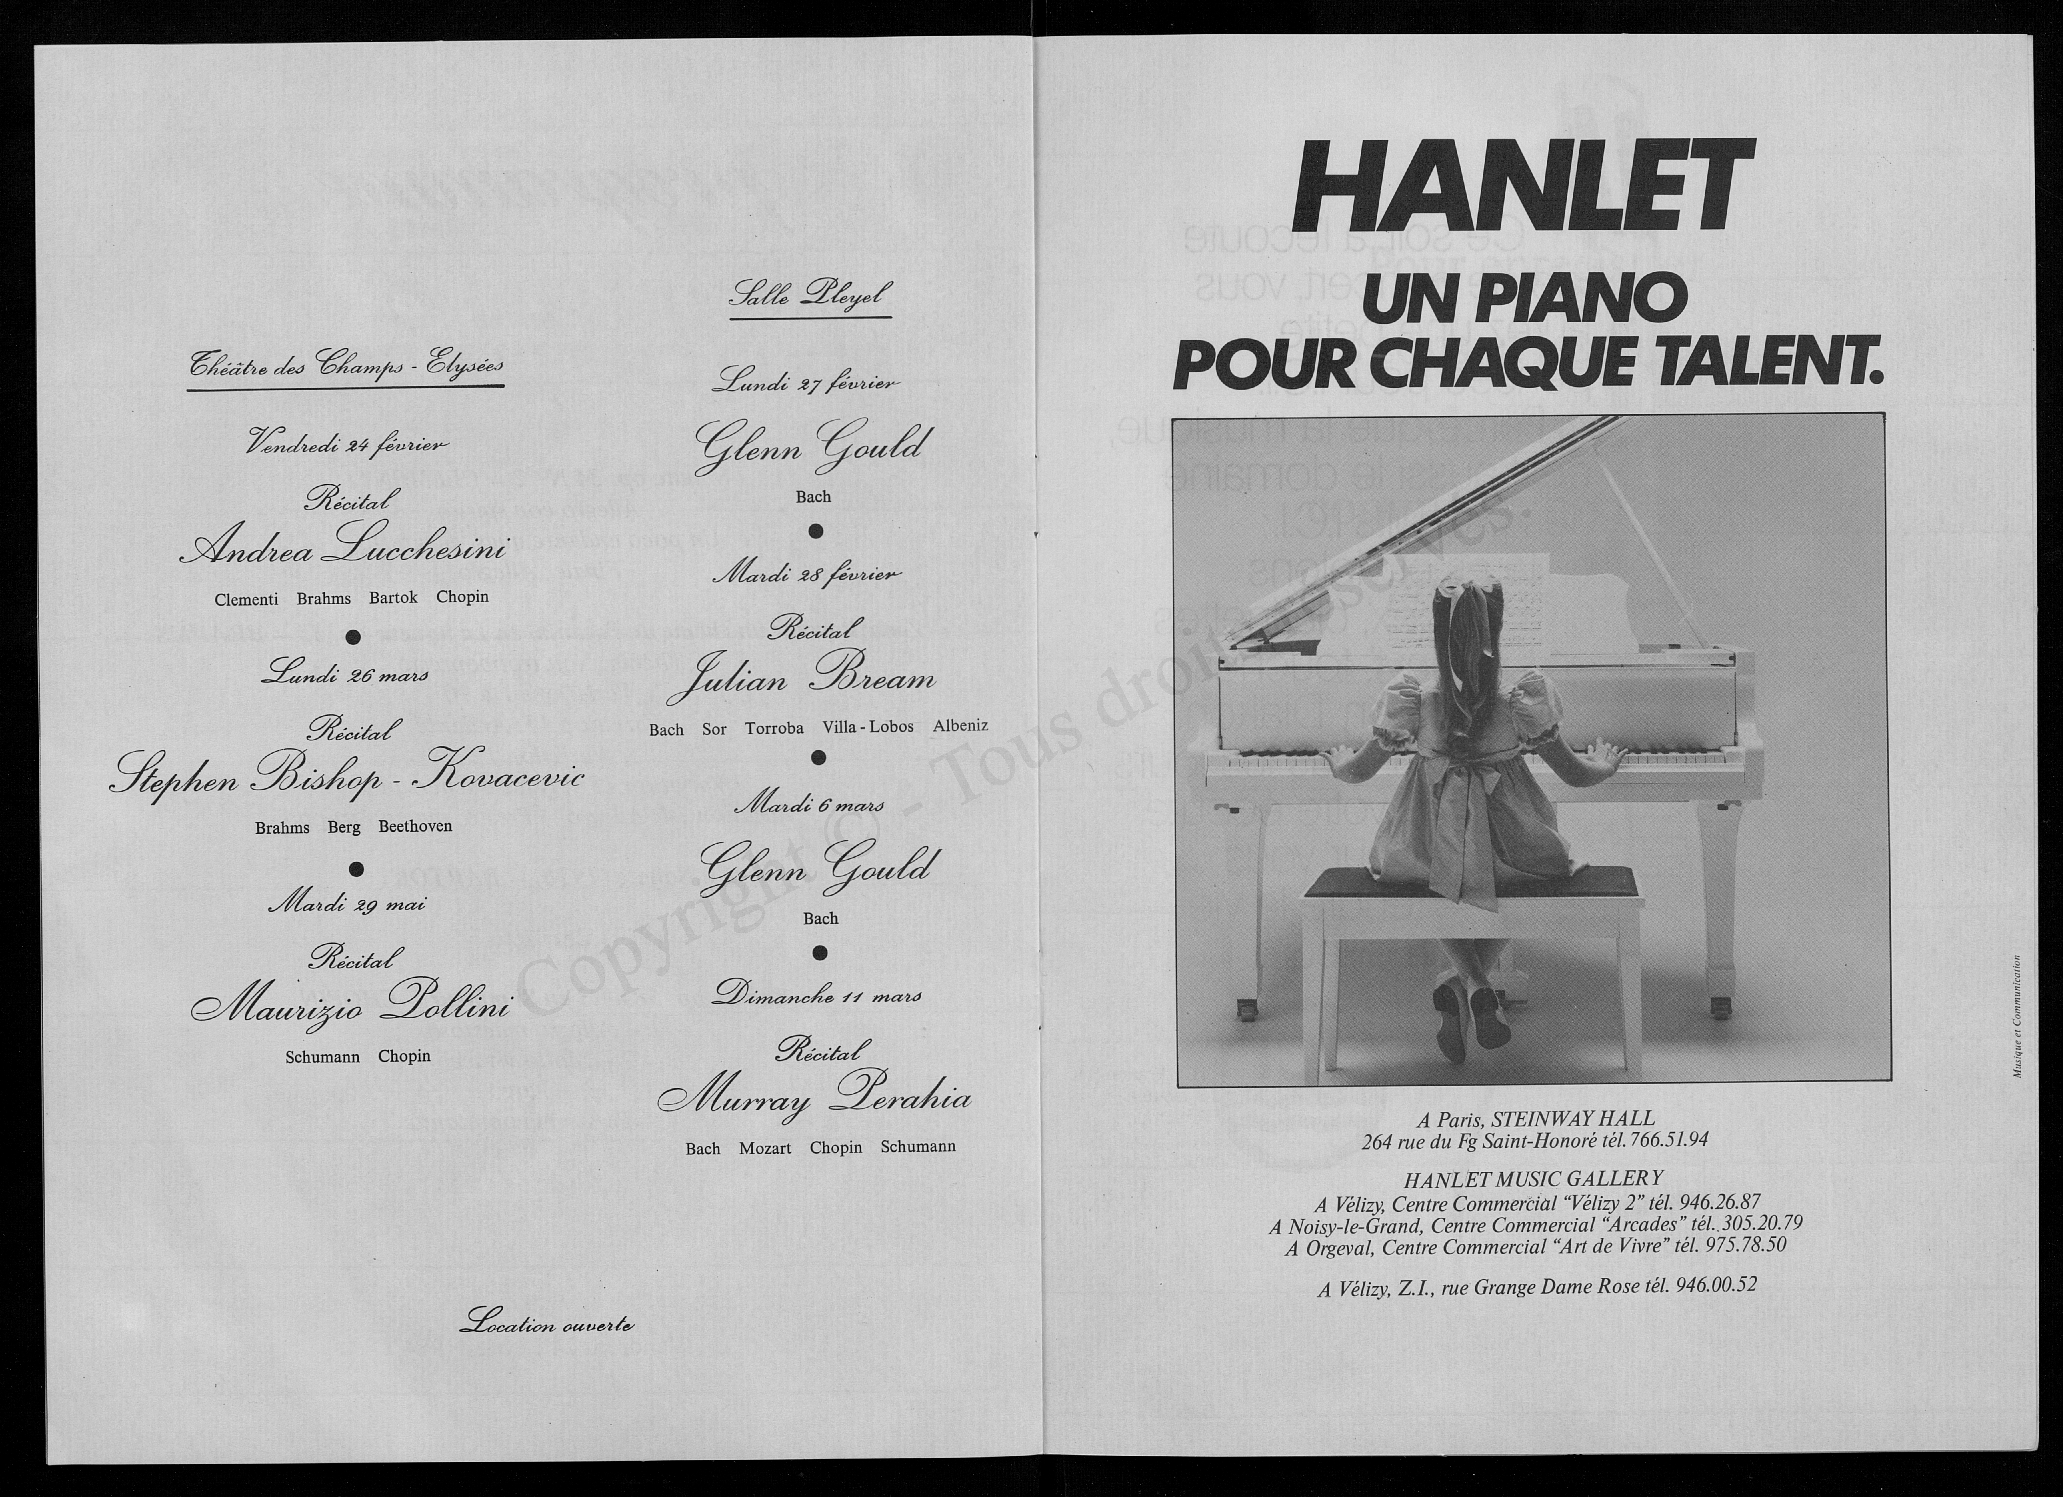 Théâtre des Champs - Elysées
Vendredi 24 février
Récital
Andrea Lucchesini
Clementi Brahms Bartok Chopin
Lundi 26 mars
Récital
Stephen Bishop - Kovacevic
Brahms Berg Beethoven
Mardi 29 mai
Récital
Maurizio Pollini
Schumann Chopin
Salle Pleyel
Lundi 27 février
Glenn Gould
Bach
Mardi 28 février
Récital
Julian Bream
Bach Sor Torroba Villa - Lobos Albeniz
Mardi 6 mars
Glenn Gould
Bach
Dimanche 11 mars
Récital
Murray Perahia
Bach Mozart Chopin Schumann
Location ouverte
Copyright © - Tous droits réservés.
HANLET
UN PIANO
POUR CHAQUE TALENT.
A Paris, STEINWAY HALL
264 rue du Fg Saint-Honoré tél. 766.51.94
HANLET MUSIC GALLERY
A Vélizy, Centre Commercial “Vélizy 2” tél. 946.26.87
A Noisy-le-Grand, Centre Commercial “Arcades” tél. 305.20.79
A Orgeval, Centre Commercial “Art de Vivre” tél. 975.78.50
A Vélizy, Z.I., rue Grange Dame Rose tél. 946.00.52
Musique et Communication